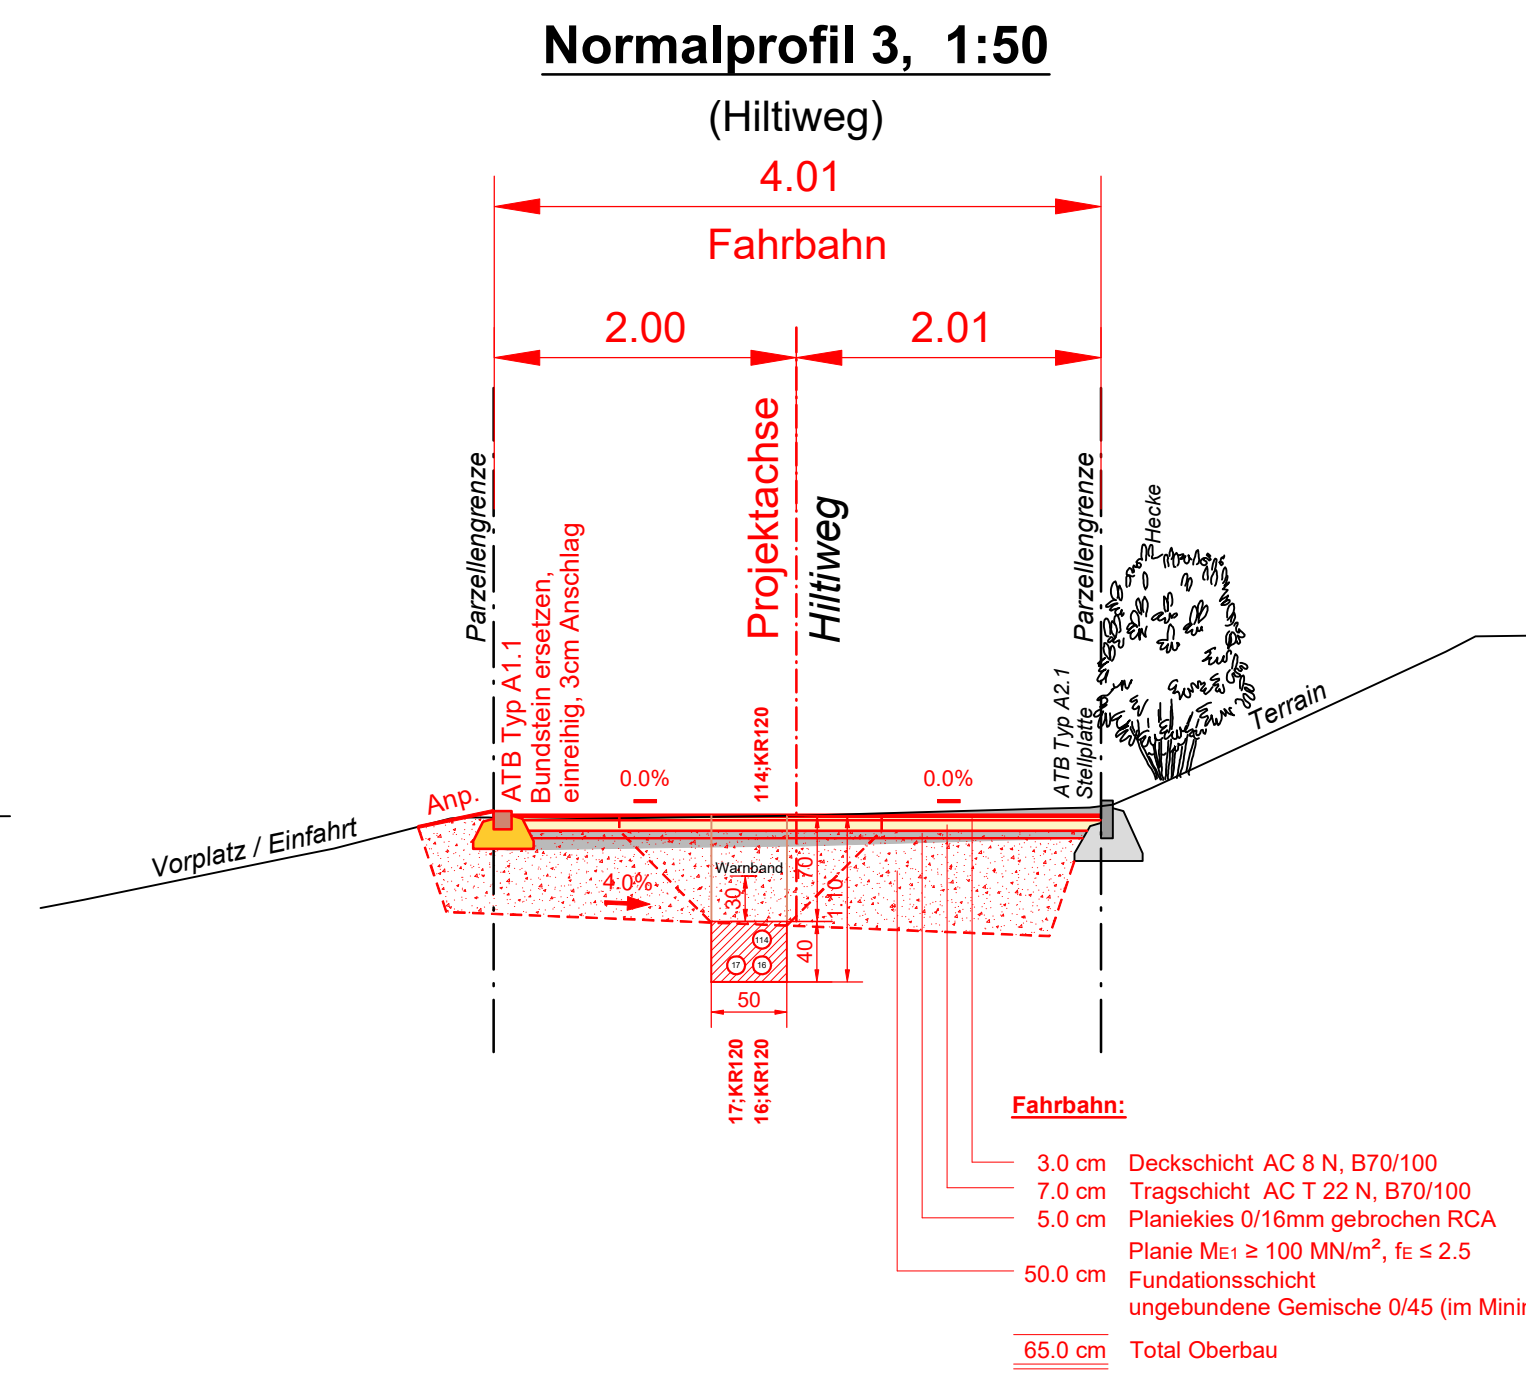 Normalprofil 3,  1:50
(Hiltiweg)
4.01
Fahrbahn
2.00
2.01
Parzellengrenze
ATB Typ A1.1
Bundstein ersetzen,
einreihig, 3cm Anschlag
Projektachse
Hiltiweg
Parzellengrenze
Hecke
ATB Typ A2.1
Stellplatte
Terrain
114;KR120
0.0%
0.0%
Anp.
Vorplatz / Einfahrt
Warnband
4.0%
30
70
1.10
40
114
17
16
50
17;KR120
16;KR120
Fahrbahn:
3.0 cm Deckschicht AC 8 N, B70/100
7.0 cm Tragschicht AC T 22 N, B70/100
5.0 cm Planiekies 0/16mm gebrochen RCA
Planie ME1 ≥ 100 MN/m², fE ≤ 2.5
50.0 cm Fundationsschicht
ungebundene Gemische 0/45 (im
65.0 cm Total Oberbau